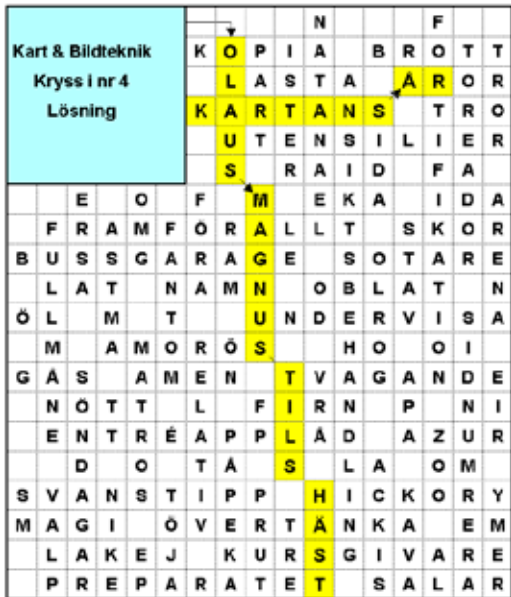 N F
Kart & Bildteknik
Kryss i nr 4
Lösning
K O P I A B R O T T
L A S T A Å R O R
K A R T A N S T R O
U T E N S I L I E R
S R A I D F A
E O F M E K A I D A
F R A M F Ö R A L L T S K O R
B U S S G A R A G E S O T A R E
L A T N A M N O B L A T N
Ö L M T U N D E R V I S A
M A M O R Ö S H O O I
G Å S A M E N T V A G A N D E
N Ö T T L F I R N P N I
E N T R É A P P L Å D A Z U R
D O T Å S L A O M
S V A N S T I P P H I C K O R Y
M A G I Ö V E R T Ä N K A E M
L A K E J K U R S G I V A R E
P R E P A R A T E T S A L A R